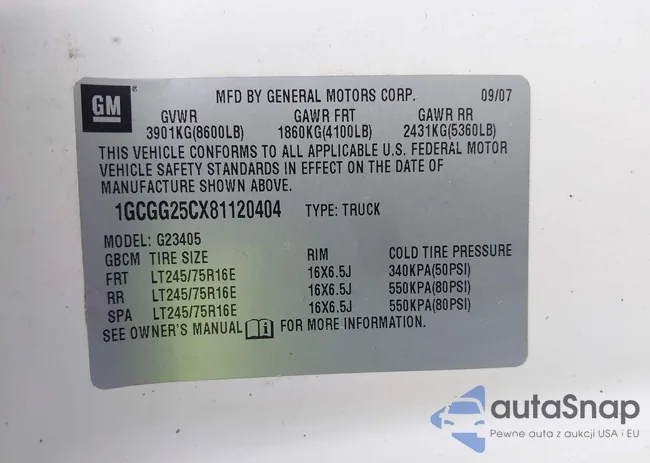 GM
MFD BY GENERAL MOTORS CORP. 09/07
GVWR GAWR FRT GAWR RR
3901KG(8600LB) 1860KG(4100LB) 2431KG(5360LB)
THIS VEHICLE CONFORMS TO ALL APPLICABLE U.S. FEDERAL MOTOR
VEHICLE SAFETY STANDARDS IN EFFECT ON THE DATE OF
MANUFACTURE SHOWN ABOVE.
1GCGG25CX81120404 TYPE: TRUCK
MODEL: G23405
GBCM TIRE SIZE RIM COLD TIRE PRESSURE
FRT LT245/75R16E 16X6.5J 340KPA(50PSI)
RR LT245/75R16E 16X6.5J 550KPA(80PSI)
SPA LT245/75R16E 16X6.5J 550KPA(80PSI)
SEE OWNER'S MANUAL FOR MORE INFORMATION.
autaSnap
Pewne auta z aukcji USA i EU